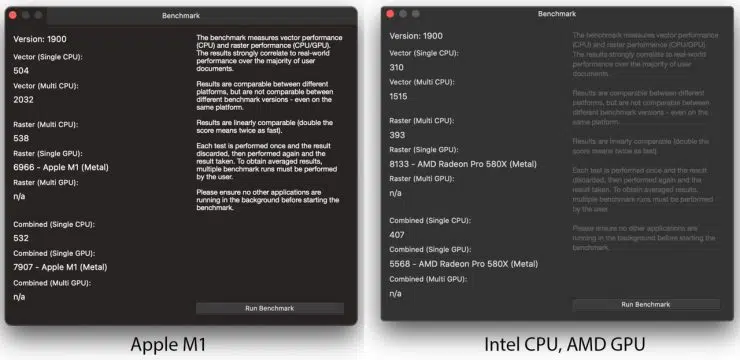 Benchmark
Version: 1900
Vector (Single CPU):
504
Vector (Multi CPU):
2032
Raster (Multi CPU):
538
Raster (Single GPU):
6966 - Apple M1 (Metal)
Raster (Multi GPU):
n/a
Combined (Single CPU):
532
Combined (Single GPU):
7907 - Apple M1 (Metal)
Combined (Multi GPU):
n/a
The benchmark measures vector performance
(CPU) and raster performance (CPU/GPU).
The results strongly correlate to real-world
performance over the majority of user
documents.
Results are comparable between different
platforms, but are not comparable between
different benchmark versions - even on the
same platform.
Results are linearly comparable (double the
score means twice as fast).
Each test is performed once and the result
discarded, then performed again and the
result taken. To obtain averaged results,
multiple benchmark runs must be performed
by the user.
Please ensure no other applications are
running in the background before starting the
benchmark.
Run Benchmark
Apple M1
Benchmark
Version: 1900
Vector (Single CPU):
310
Vector (Multi CPU):
1515
Raster (Multi CPU):
393
Raster (Single GPU):
8133 - AMD Radeon Pro 580X (Metal)
Raster (Multi GPU):
n/a
Combined (Single CPU):
407
Combined (Single GPU):
5568 - AMD Radeon Pro 580X (Metal)
Combined (Multi GPU):
n/a
The benchmark measures vector performance
(CPU) and raster performance (CPU/GPU).
The results strongly correlate to real-world
performance over the majority of user
documents.
Results are comparable between different
platforms, but are not comparable between
different benchmark versions - even on the
same platform.
Results are linearly comparable (double the
score means twice as fast).
Each test is performed once and the result
discarded, then performed again and the
result taken. To obtain averaged results,
multiple benchmark runs must be performed
by the user.
Please ensure no other applications are
running in the background before starting the
benchmark.
Run Benchmark
Intel CPU, AMD GPU